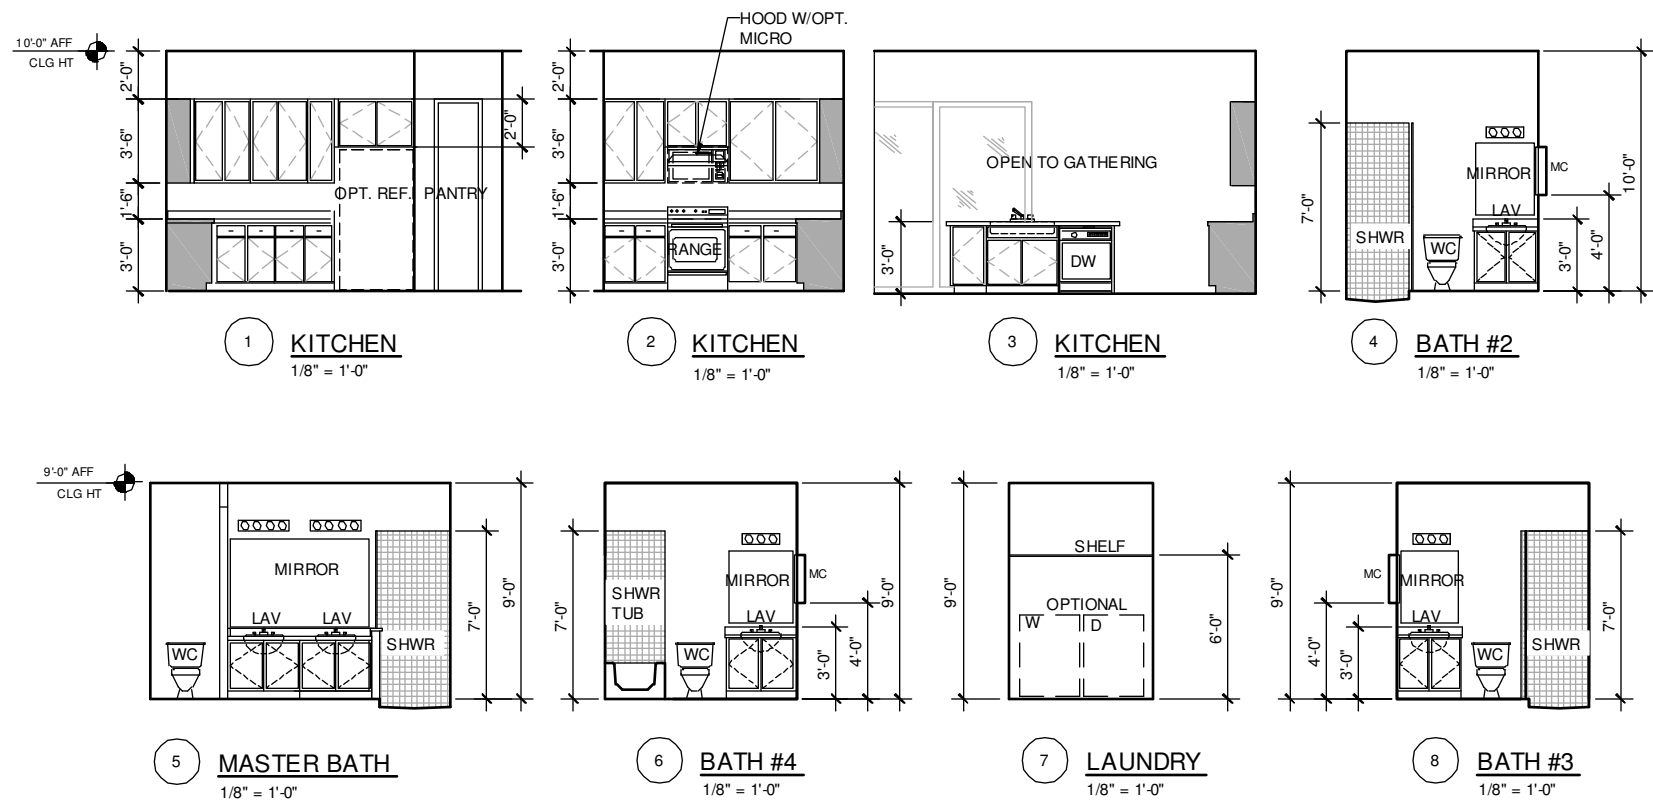 10'-0" AFF
CLG HT
2'-0"
3'-6"
1'-6"
3'-0"
2'-0"
OPT. REF.
PANTRY
1
KITCHEN
1/8" = 1'-0"
HOOD W/OPT.
MICRO
2'-0"
3'-6"
1'-6"
3'-0"
RANGE
2
KITCHEN
1/8" = 1'-0"
OPEN TO GATHERING
3'-0"
DW
3
KITCHEN
1/8" = 1'-0"
7'-0"
SHWR
WC
MIRROR
LAV
MC
3'-0"
4'-0"
10'-0"
4
BATH #2
1/8" = 1'-0"
9'-0" AFF
CLG HT
MIRROR
LAV
LAV
WC
SHWR
7'-0"
9'-0"
5
MASTER BATH
1/8" = 1'-0"
7'-0"
SHWR
TUB
WC
MIRROR
LAV
MC
3'-0"
4'-0"
9'-0"
6
BATH #4
1/8" = 1'-0"
9'-0"
SHELF
OPTIONAL
W
D
6'-0"
7
LAUNDRY
1/8" = 1'-0"
9'-0"
4'-0"
3'-0"
MC
MIRROR
LAV
WC
SHWR
7'-0"
8
BATH #3
1/8" = 1'-0"